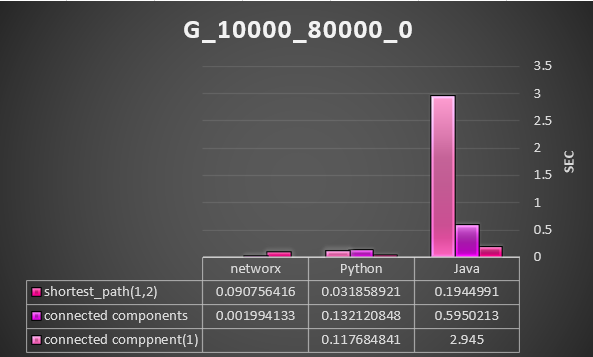 G_10000_80000_0
3.5
3
2.5
2
1.5
1
0.5
0
SEC
networx Python Java
shortest_path(1,2) 0.090756416 0.031858921 0.1944991
connected components 0.001994133 0.132120848 0.5950213
connected comppnent(1) 0.117684841 2.945